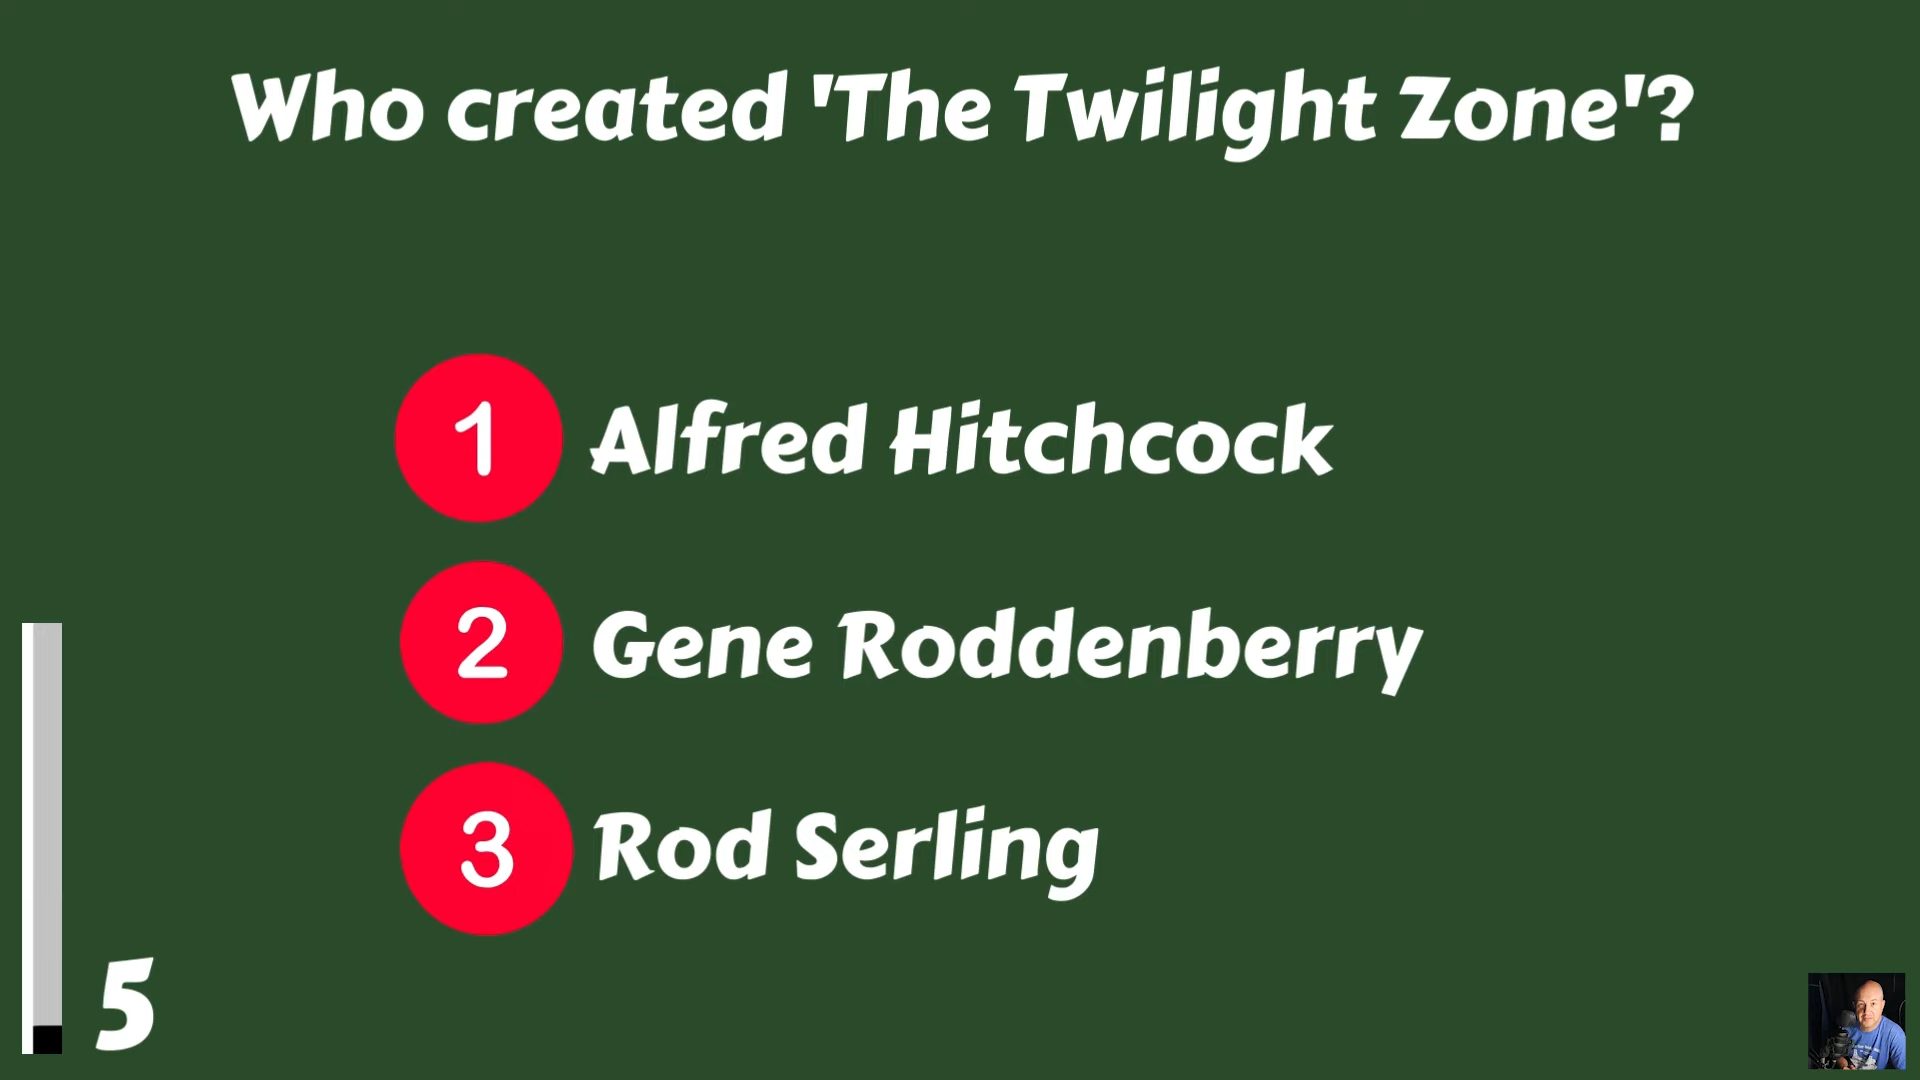 Who created 'The Twilight Zone'?
1 Alfred Hitchcock
2 Gene Roddenberry
3 Rod Serling
5